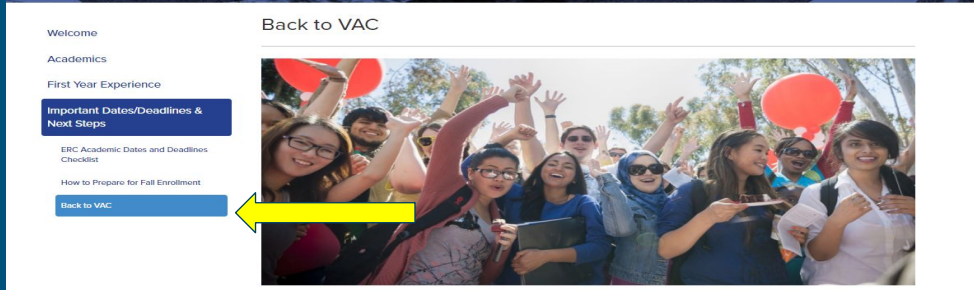 Welcome
Academics
First Year Experience
Important Dates/Deadlines &
Next Steps
ERC Academic Dates and Deadlines
Checklist
How to Prepare for Fall Enrollment
Back to VAC
Back to VAC